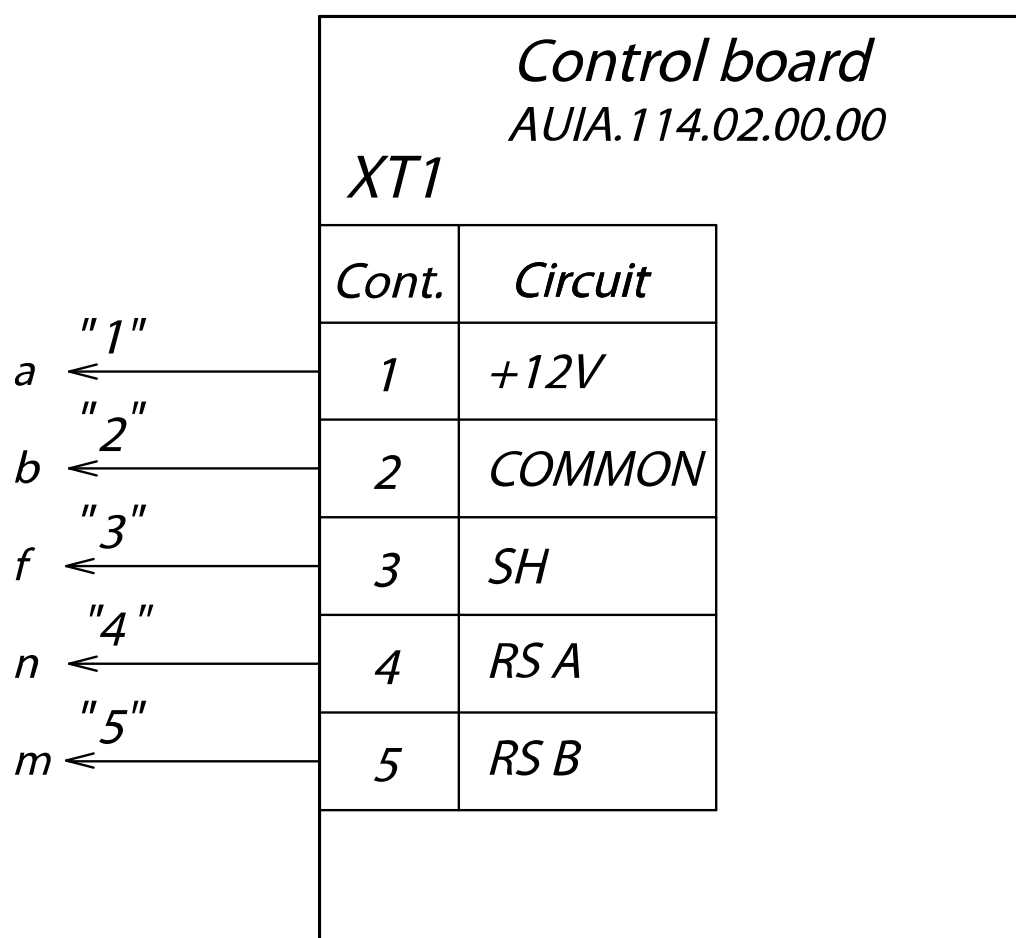 Control board
AUIA.114.02.00.00
XT1
Cont. Circuit
"1"
a 1 +12V
"2"
b 2 COMMON
"3"
f 3 SH
"4"
n 4 RS A
"5"
m 5 RS B